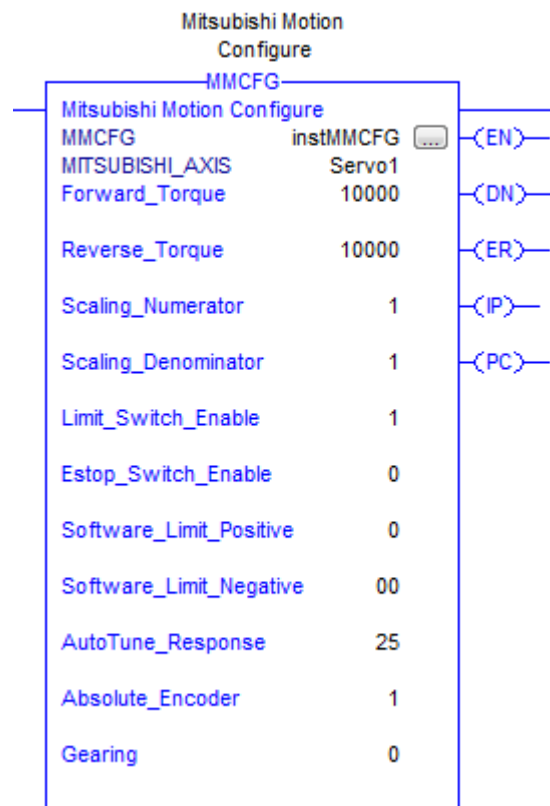 Mitsubishi Motion
Configure
MMCFG
Mitsubishi Motion Configure
MMCFG instMMCFG ... (EN)
MITSUBISHI_AXIS Servo1
Forward_Torque 10000 (DN)
Reverse_Torque 10000 (ER)
Scaling_Numerator 1 (IP)
Scaling_Denominator 1 (PC)
Limit_Switch_Enable 1
Estop_Switch_Enable 0
Software_Limit_Positive 0
Software_Limit_Negative 00
AutoTune_Response 25
Absolute_Encoder 1
Gearing 0